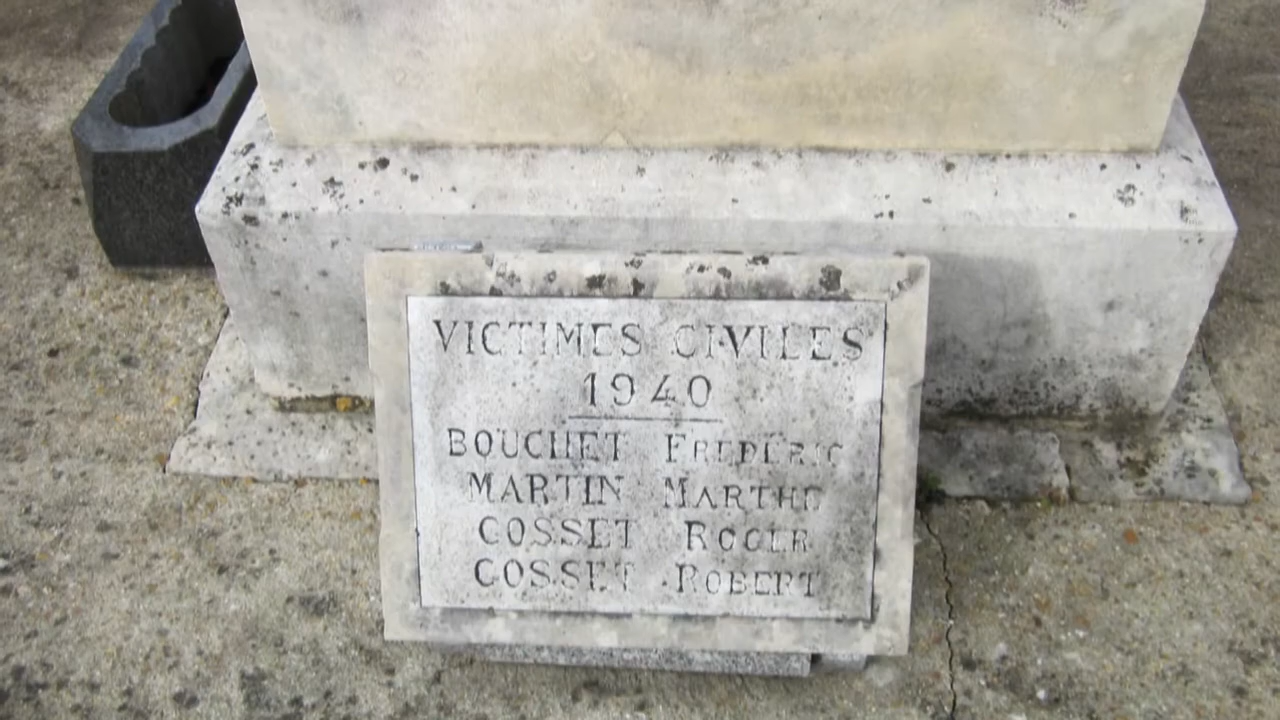 VICTIMES CIVILES
1940
BOUCHET FREDERIC
MARTIN MARTHE
COSSET ROGER
COSSET ROBERT